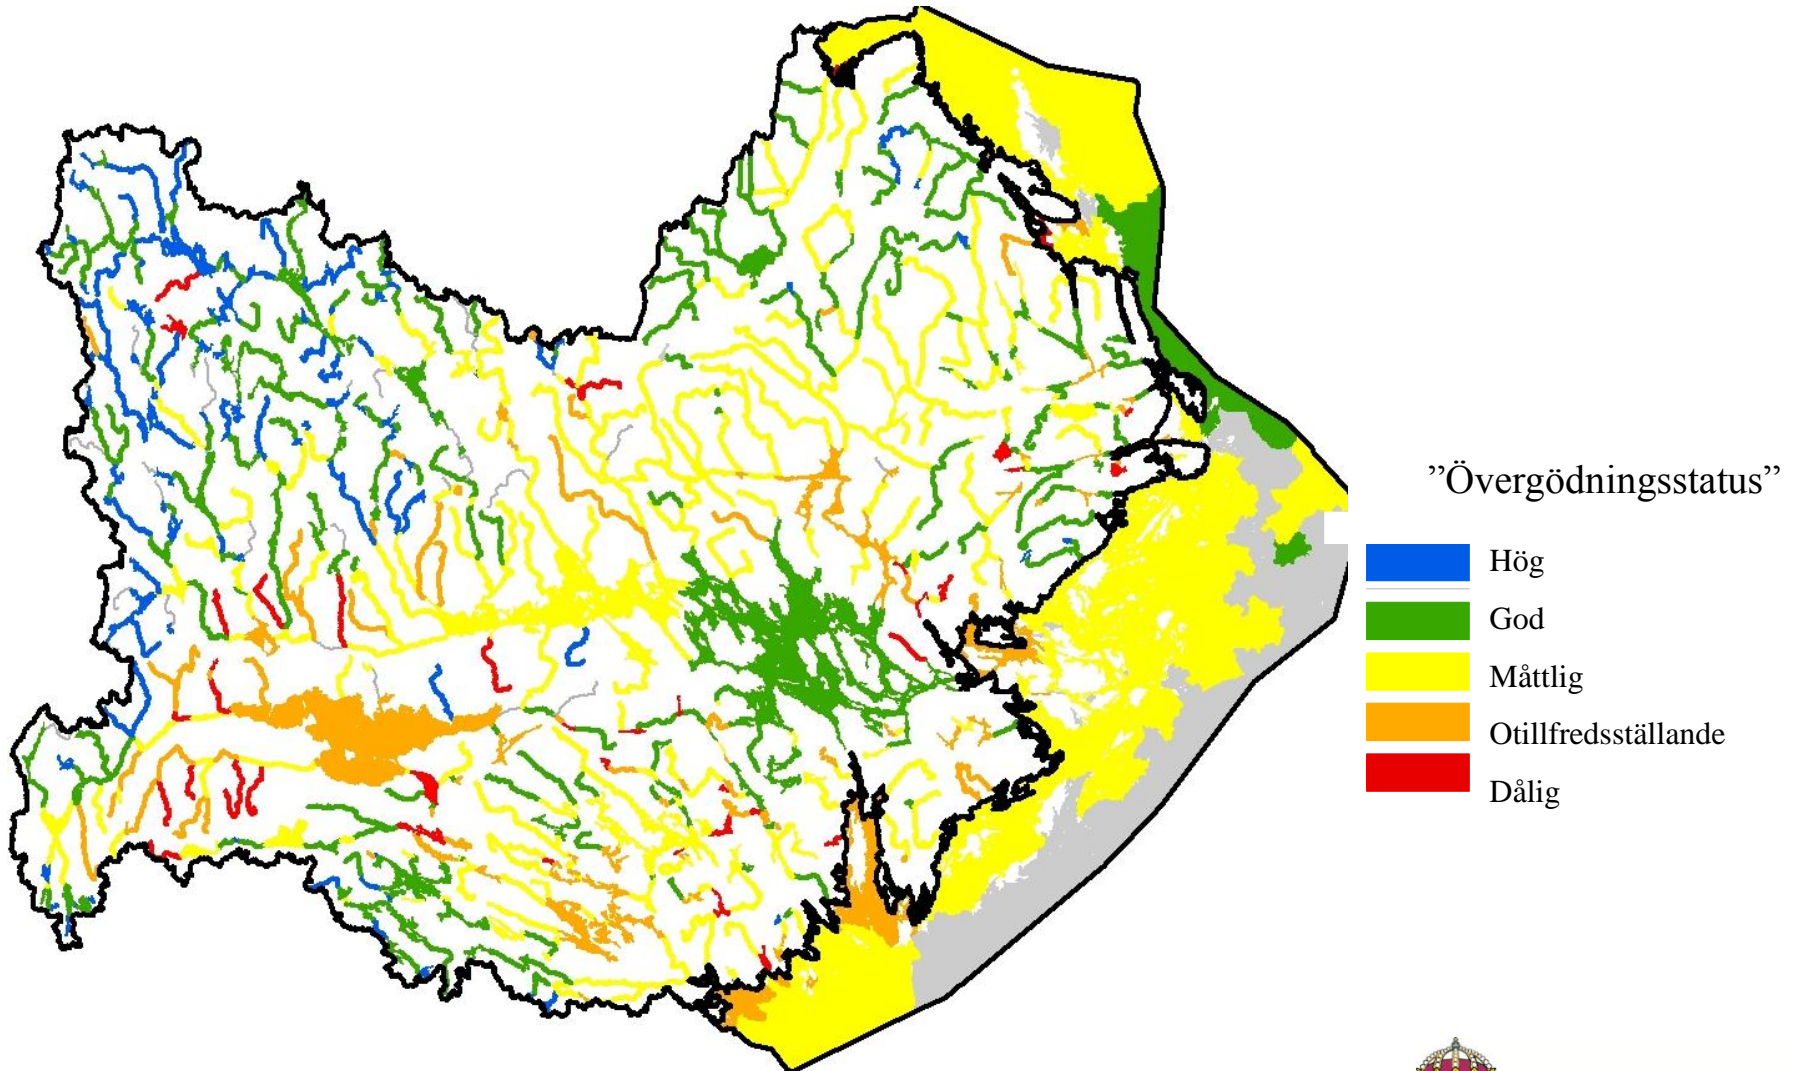 ”Övergödningsstatus”
Hög
God
Måttlig
Otillfredsställande
Dålig